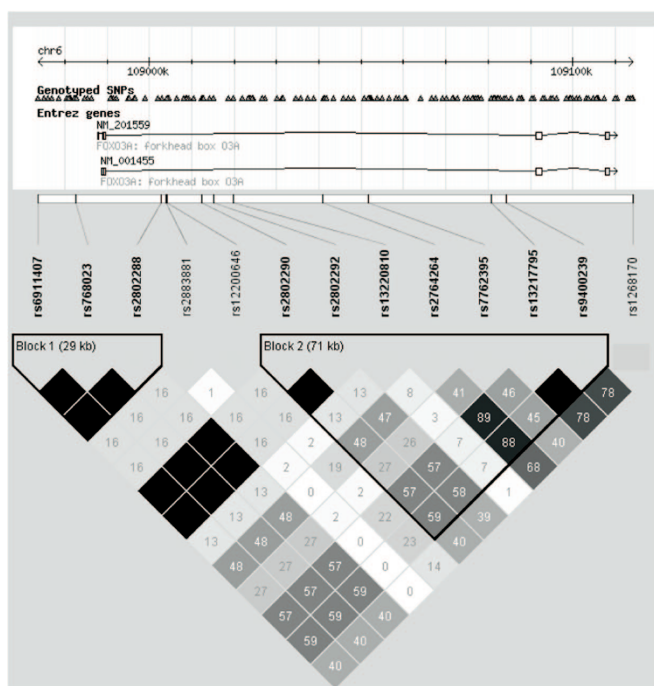 chr6
109000k 109100k
Genotyped SNPs
Entrez genes
NM_201559
FOXO3A: forkhead box O3A
NM_001455
FOXO3A: forkhead box O3A
rs6911407
rs768023
rs2802288
rs2883881
rs12200646
rs2802290
rs2802292
rs13220810
rs2764264
rs7762395
rs13217795
rs9400239
rs1268170
Block 1 (29 kb) Block 2 (71 kb)
16 1 16 13 8 41 46 78
16 16 16 13 47 3 89 45 78
16 16 16 2 48 26 7 88 40
16 2 19 27 57 7 68
13 0 2 57 58 1
13 48 2 22 59 39
13 48 27 0 23 40
48 27 57 0 14
27 57 59 0
57 59 40
59 40
40